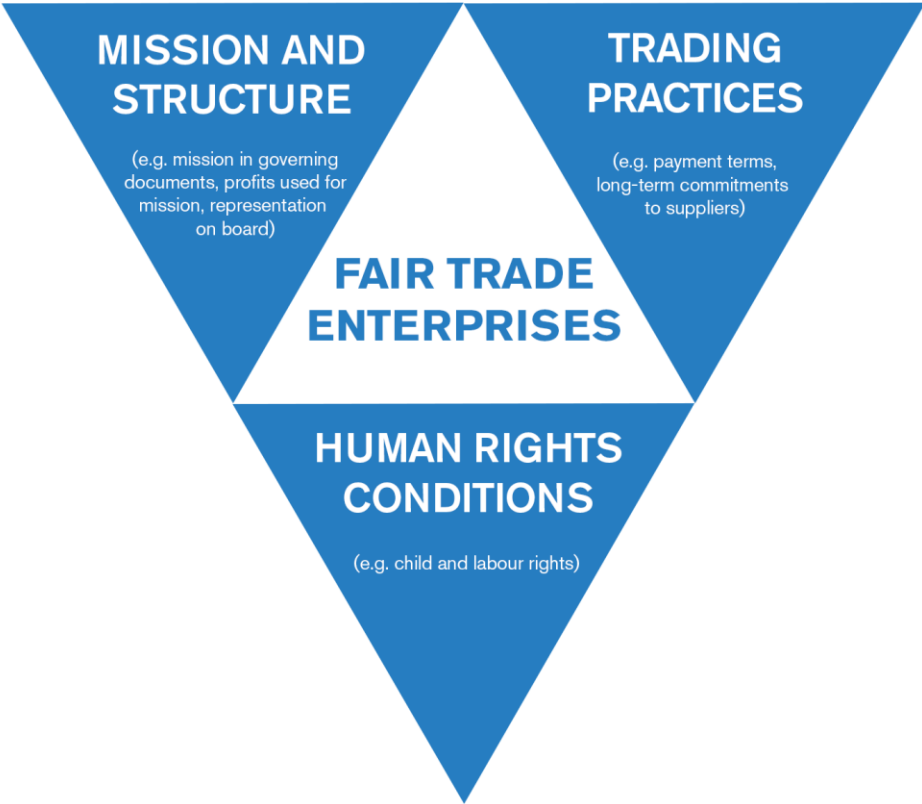 MISSION AND
STRUCTURE
(e.g. mission in governing
documents, profits used for
mission, representation
on board)
TRADING
PRACTICES
(e.g. payment terms,
long-term commitments
to suppliers)
FAIR TRADE
ENTERPRISES
HUMAN RIGHTS
CONDITIONS
(e.g. child and labour rights)